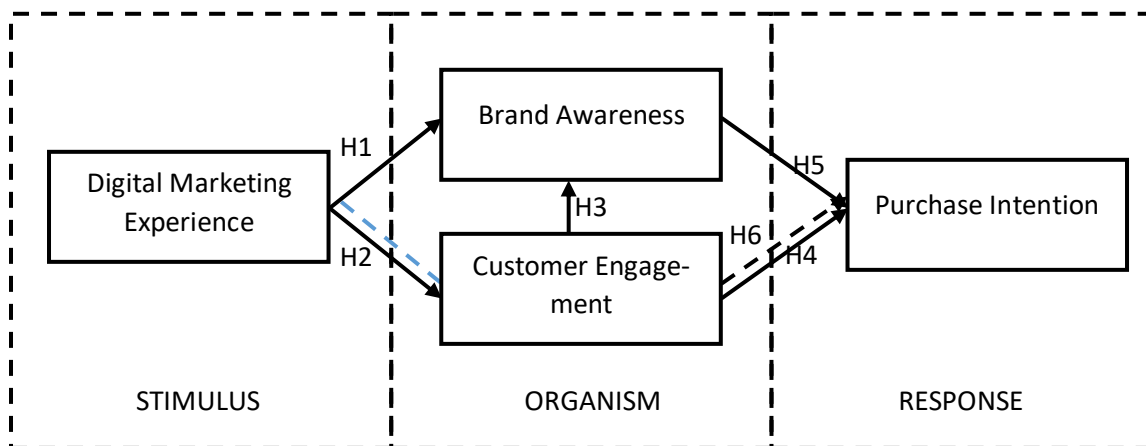 Brand Awareness
H1
H5
Digital Marketing
Experience
Purchase Intention
H3
H6
H2
H4
Customer Engage-
ment
STIMULUS
ORGANISM
RESPONSE